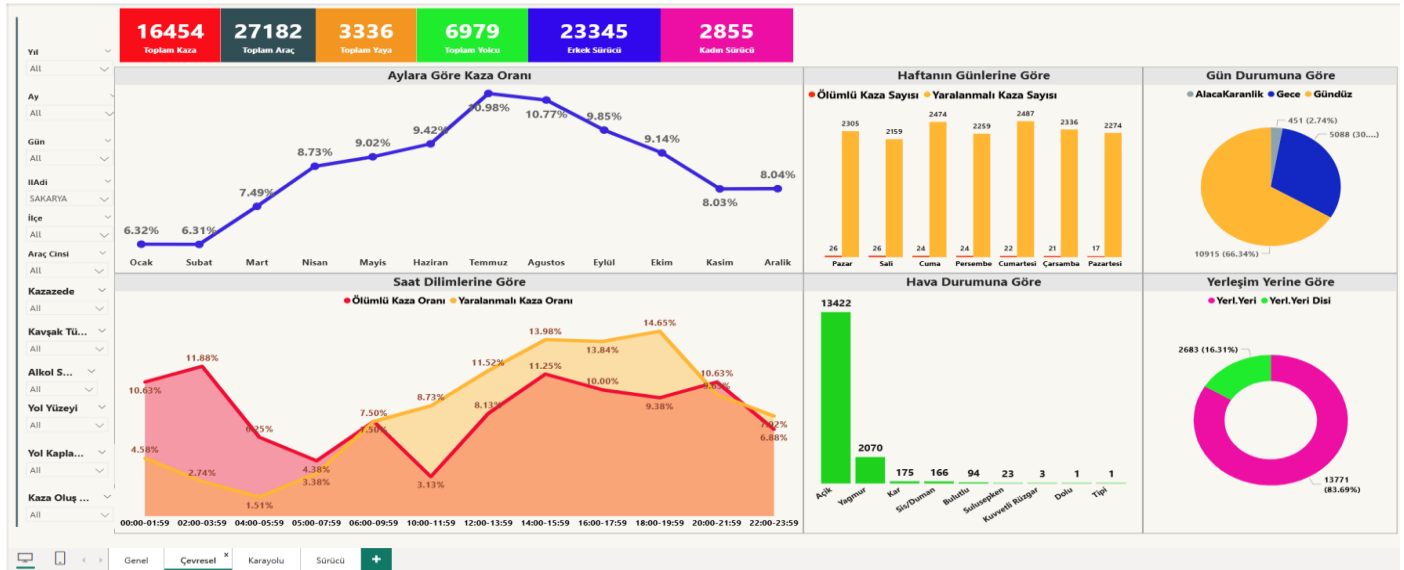 16454
Toplam Kaza
27182
Toplam Araç
3336
Toplam Yaya
6979
Toplam Yolcu
23345
Erkek Sürücü
2855
Kadın Sürücü
Yıl
All
Ay
All
Gün
All
IlAdi
SAKARYA
İlçe
All
Araç Cinsi
All
Kazazede
All
Kavşak Tü...
All
Alkol S...
All
Yol Yüzeyi
All
Yol Kapla...
All
Kaza Oluş ...
All
Aylara Göre Kaza Oranı
6.32%
6.31%
7.49%
8.73%
9.02%
9.42%
10.98%
10.77%
9.85%
9.14%
8.03%
8.04%
Ocak Subat Mart Nisan Mayis Haziran Temmuz Agustos Eylül Ekim Kasim Aralik
Haftanın Günlerine Göre
Ölümlü Kaza Sayısı Yaralanmalı Kaza Sayısı
2305 2159 2474 2259 2487 2336 2274
26 26 24 24 22 21 17
Pazar Sali Cuma Persembe Cumartesi Çarsamba Pazartesi
Gün Durumuna Göre
AlacaKaranlik Gece Gündüz
451 (2.74%)
5088 (30....)
10915 (66.34%)
Saat Dilimlerine Göre
Ölümlü Kaza Oranı Yaralanmalı Kaza Oranı
10.63%
11.88%
6.25%
4.38%
7.50%
3.13%
8.13%
11.25%
10.00%
9.38%
10.63%
6.88%
4.58%
2.74%
1.51%
3.38%
7.50%
8.73%
11.52%
13.98%
13.84%
14.65%
7.92%
00:00-01:59 02:00-03:59 04:00-05:59 05:00-07:59 06:00-09:59 10:00-11:59 12:00-13:59 14:00-15:59 16:00-17:59 18:00-19:59 20:00-21:59 22:00-23:59
Hava Durumuna Göre
13422
2070
175
166
94
23
3
1
1
Açik
Yagmur
Kar
Sis/Duman
Bulutlu
Sulusepken
Kuvvetli Rüzgar
Dolu
Tipi
Yerleşim Yerine Göre
Yerl.Yeri Yerl.Yeri Disi
2683 (16.31%)
13771
(83.69%)
Genel Çevresel × Karayolu Sürücü +